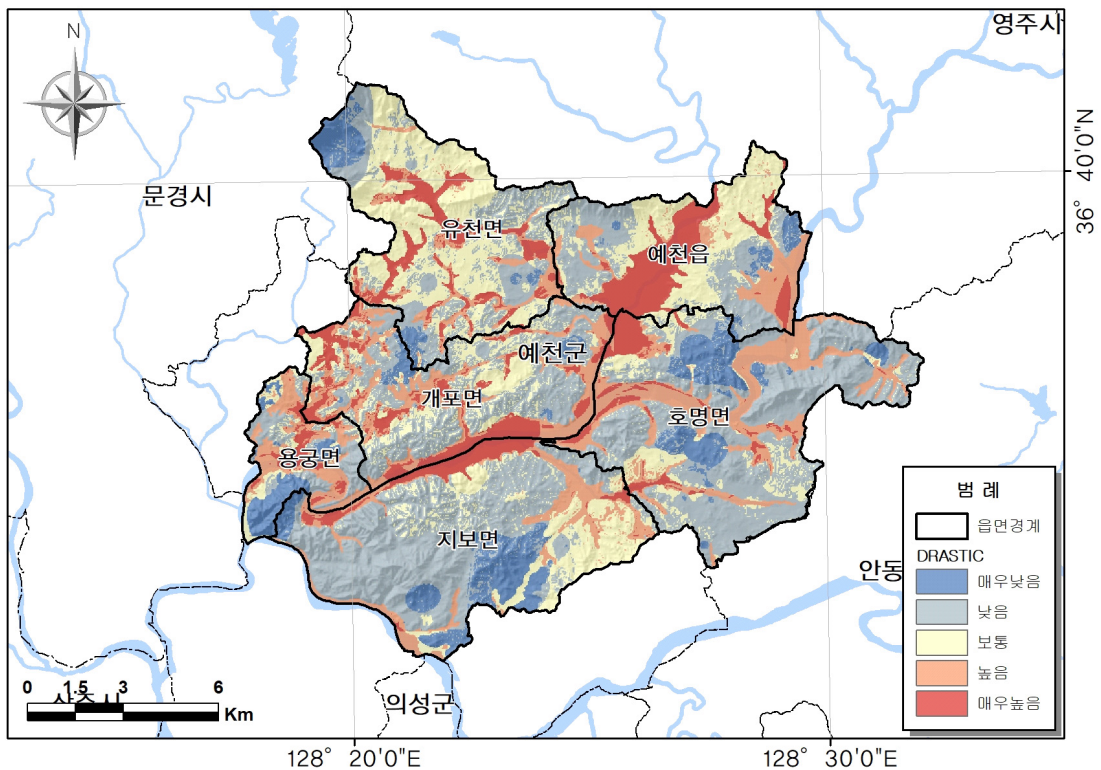 영주시
N
문경시
40'0"N
36°
유천면
예천읍
예천군
개포면
호명면
용궁면
지보면
안동
범 례
읍면경계
DRASTIC
매우낮음
낮음
보통
높음
매우높음
0 1.5 3 6
Km
의성군
128° 20'0"E
128° 30'0"E